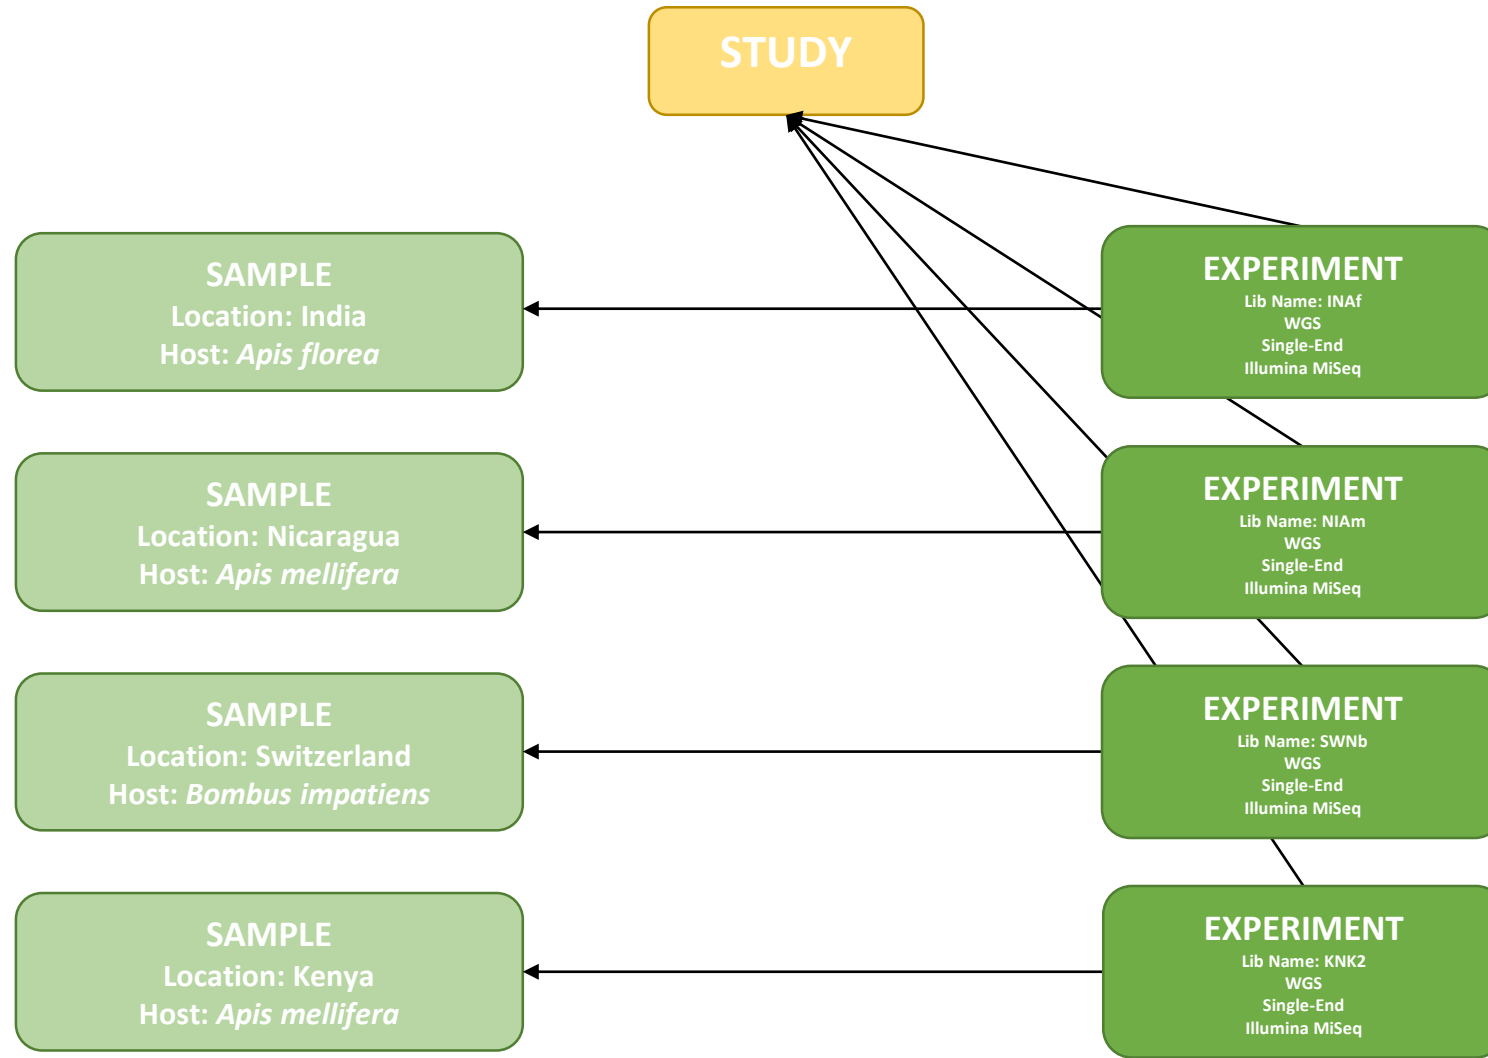 STUDY
SAMPLE
Location: India
Host: Apis florea
EXPERIMENT
Lib Name: INAf
WGS
Single-End
Illumina MiSeq
SAMPLE
Location: Nicaragua
Host: Apis mellifera
EXPERIMENT
Lib Name: NIAm
WGS
Single-End
Illumina MiSeq
SAMPLE
Location: Switzerland
Host: Bombus impatiens
EXPERIMENT
Lib Name: SWNb
WGS
Single-End
Illumina MiSeq
SAMPLE
Location: Kenya
Host: Apis mellifera
EXPERIMENT
Lib Name: KNK2
WGS
Single-End
Illumina MiSeq